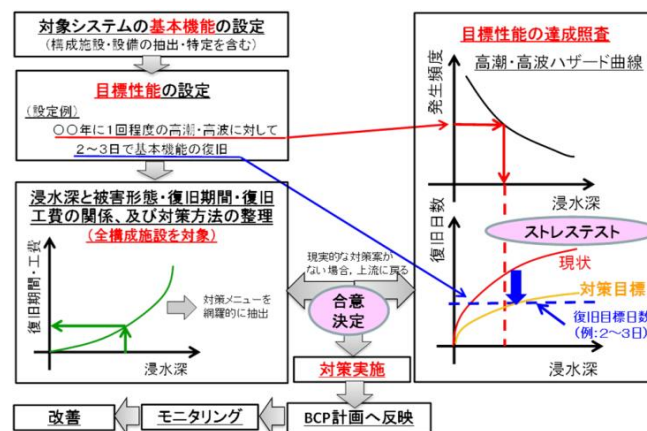 対象システムの基本機能の設定
(構成施設・設備の抽出・特定を含む)
目標性能の設定
(設定例)
〇〇年に1回程度の高潮・高波に対して
2～3日で基本機能の復旧
浸水深と被害形態・復旧期間・復旧
工費の関係、及び対策方法の整理
(全構成施設を対象)
復旧期間・工費
対策メニューを
網羅的に抽出
浸水深
現実的な対策案が
ない場合，上流に戻る
合意
決定
対策実施
BCP計画へ反映
モニタリング
改善
目標性能の達成照査
高潮・高波ハザード曲線
発生頻度
浸水深
ストレステスト
復旧日数
現状
対策目標
復旧目標日数
(例:2～3日)
浸水深